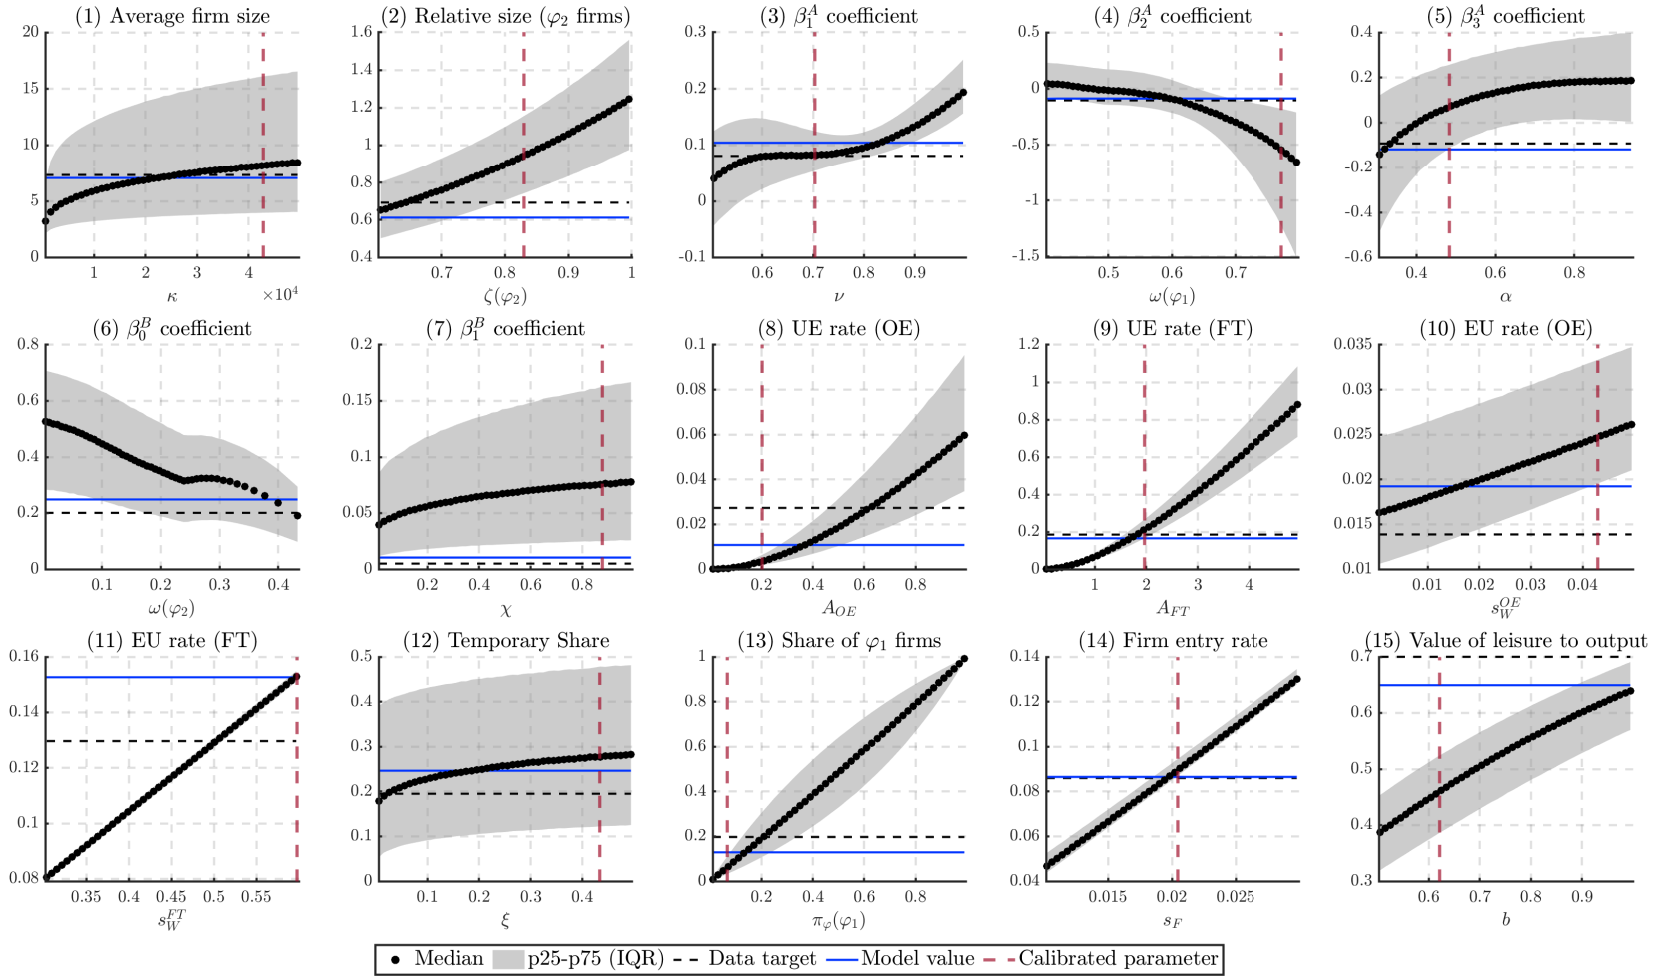 (1) Average firm size
20
15
10
5
0
1 2 3 4
×10⁴
κ
(2) Relative size (φ₂ firms)
1.6
1.4
1.2
1
0.8
0.6
0.4
0.7 0.8 0.9 1
ζ(φ₂)
(3) β₁ᴬ coefficient
0.3
0.2
0.1
0
-0.1
0.6 0.7 0.8 0.9
ν
(4) β₂ᴬ coefficient
0.5
0
-0.5
-1
-1.5
0.5 0.6 0.7
ω(φ₁)
(5) β₃ᴬ coefficient
0.4
0.2
0
-0.2
-0.4
-0.6
0.4 0.6 0.8
α
(6) β₀ᴮ coefficient
0.8
0.6
0.4
0.2
0
0.1 0.2 0.3 0.4
ω(φ₂)
(7) β₁ᴮ coefficient
0.2
0.15
0.1
0.05
0
0.2 0.4 0.6 0.8
χ
(8) UE rate (OE)
0.1
0.08
0.06
0.04
0.02
0
0.2 0.4 0.6 0.8
A_OE
(9) UE rate (FT)
1.2
1
0.8
0.6
0.4
0.2
0
1 2 3 4
A_FT
(10) EU rate (OE)
0.035
0.03
0.025
0.02
0.015
0.01
0.01 0.02 0.03 0.04
s_W^OE
(11) EU rate (FT)
0.16
0.14
0.12
0.1
0.08
0.35 0.4 0.45 0.5 0.55
s_W^FT
(12) Temporary Share
0.5
0.4
0.3
0.2
0.1
0
0.1 0.2 0.3 0.4
ξ
(13) Share of φ₁ firms
1
0.8
0.6
0.4
0.2
0
0.2 0.4 0.6 0.8
π_φ(φ₁)
(14) Firm entry rate
0.14
0.12
0.1
0.08
0.06
0.04
0.015 0.02 0.025
s_F
(15) Value of leisure to output
0.7
0.6
0.5
0.4
0.3
0.6 0.7 0.8 0.9
b
Median p25-p75 (IQR) Data target Model value Calibrated parameter